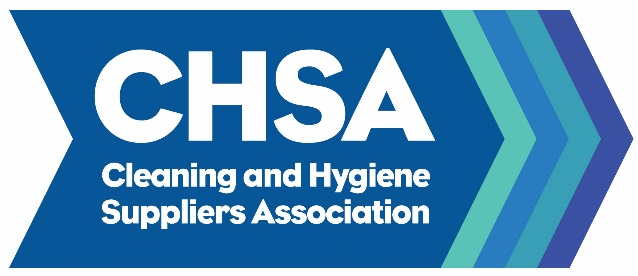 CHSA
Cleaning and Hygiene
Suppliers Association